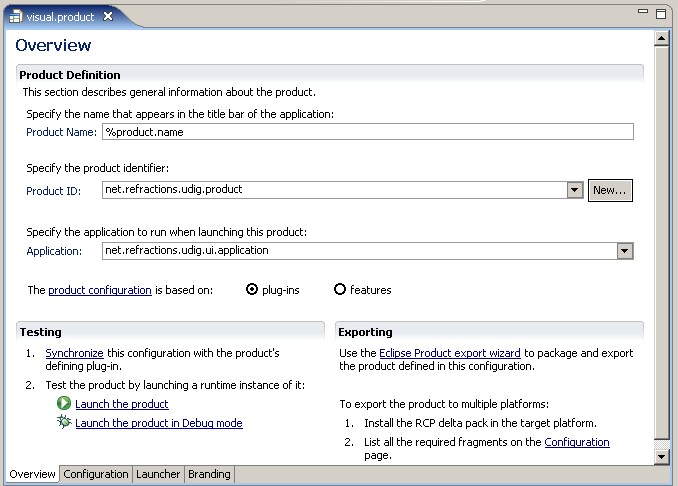 visual.product
Overview
Product Definition
This section describes general information about the product.
Specify the name that appears in the title bar of the application:
Product Name: %product.name
Specify the product identifier:
Product ID: net.refractions.udig.product New...
Specify the application to run when launching this product:
Application: net.refractions.udig.ui.application
The product configuration is based on: plug-ins features
Testing
1. Synchronize this configuration with the product's
defining plug-in.
2. Test the product by launching a runtime instance of it:
Launch the product
Launch the product in Debug mode
Exporting
Use the Eclipse Product export wizard to package and export
the product defined in this configuration.
To export the product to multiple platforms:
1. Install the RCP delta pack in the target platform.
2. List all the required fragments on the Configuration
page.
Overview Configuration Launcher Branding